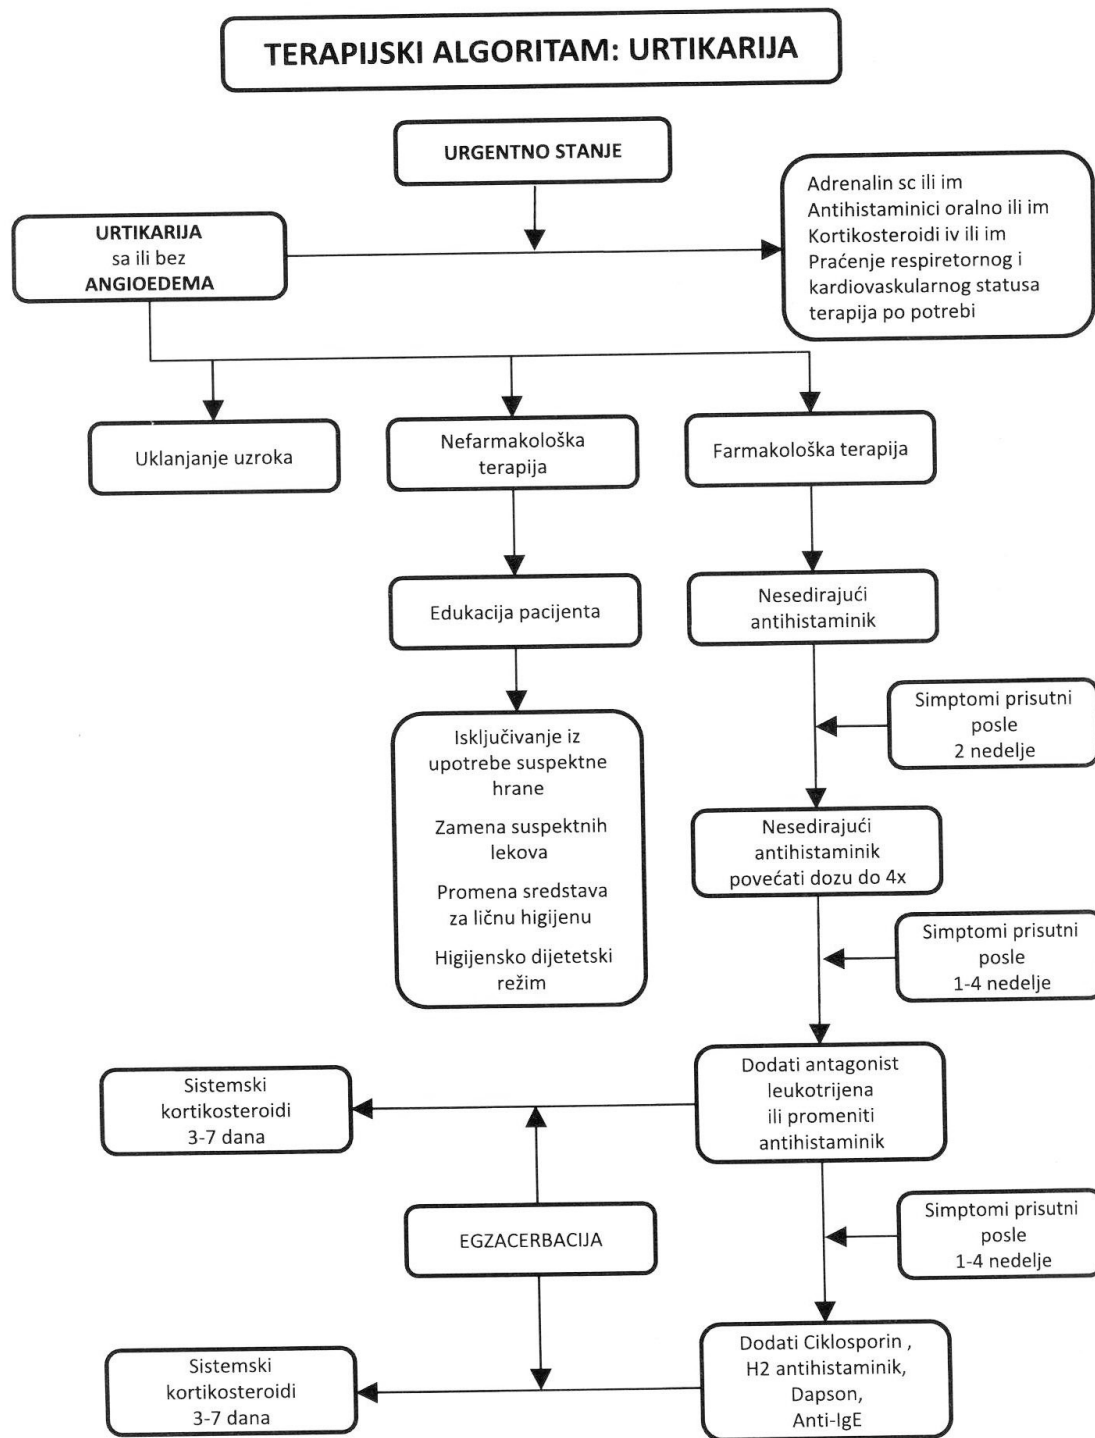 TERAPIJSKI ALGORITAM: URTIKARIJA
URGENTNO STANJE
Adrenalin sc ili im
Antihistaminici oralno ili im
Kortikosteroidi iv ili im
Praćenje respiretornog i
kardiovaskularnog statusa
terapija po potrebi
URTIKARIJA
sa ili bez
ANGIOEDEMA
Uklanjanje uzroka
Nefarmakološka
terapija
Farmakološka terapija
Edukacija pacijenta
Nesedirajući
antihistaminik
Simptomi prisutni
posle
2 nedelje
Isključivanje iz
upotrebe suspektne
hrane
Zamena suspektnih
lekova
Promena sredstava
za ličnu higijenu
Higijensko dijetetski
režim
Nesedirajući
antihistaminik
povećati dozu do 4x
Simptomi prisutni
posle
1-4 nedelje
Dodati antagonist
leukotrijena
ili promeniti
antihistaminik
Sistemski
kortikosteroidi
3-7 dana
EGZACERBACIJA
Simptomi prisutni
posle
1-4 nedelje
Dodati Ciklosporin ,
H2 antihistaminik,
Dapson,
Anti-IgE
Sistemski
kortikosteroidi
3-7 dana